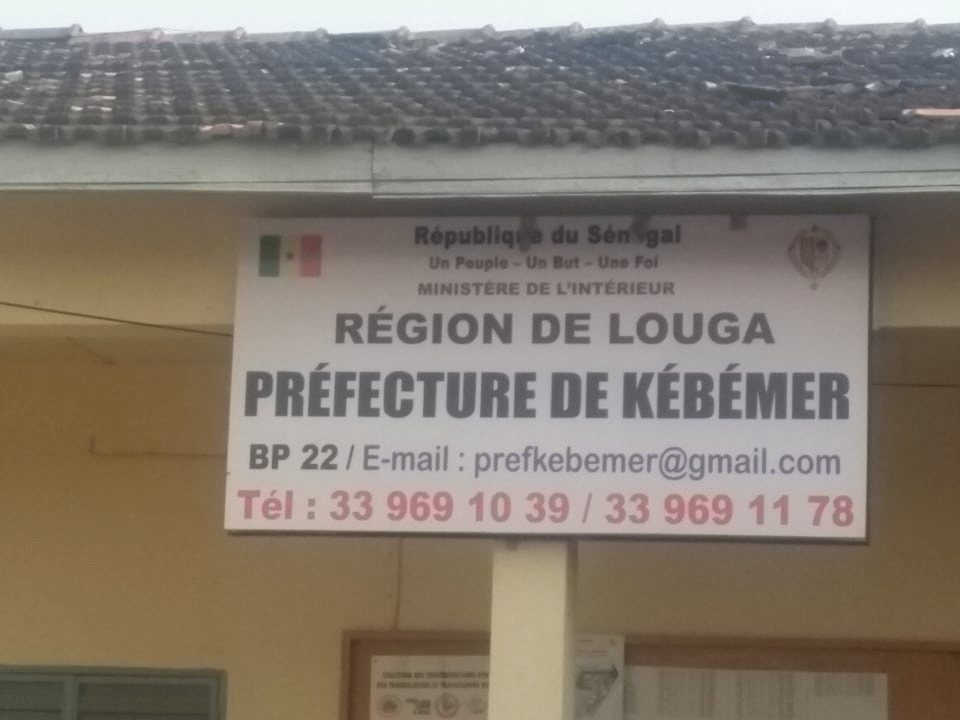 République du Sénégal
Un Peuple – Un But – Une Foi
MINISTÈRE DE L'INTÉRIEUR
RÉGION DE LOUGA
PRÉFECTURE DE KÉBÉMER
BP 22 / E-mail : prefkebemer@gmail.com
Tél : 33 969 10 39 / 33 969 11 78